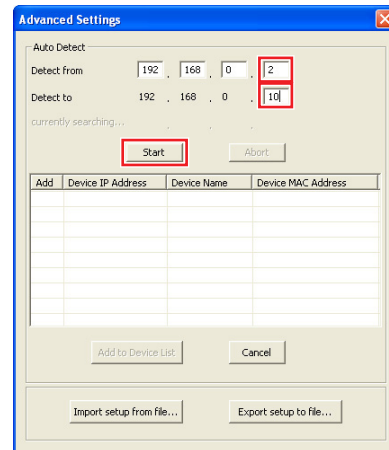 Advanced Settings
Auto Detect
Detect from 192 . 168 . 0 . 2
Detect to 192 . 168 . 0 . 10
currently searching... . . .
Start Abort
Add Device IP Address Device Name Device MAC Address
Add to Device List Cancel
Import setup from file... Export setup to file...